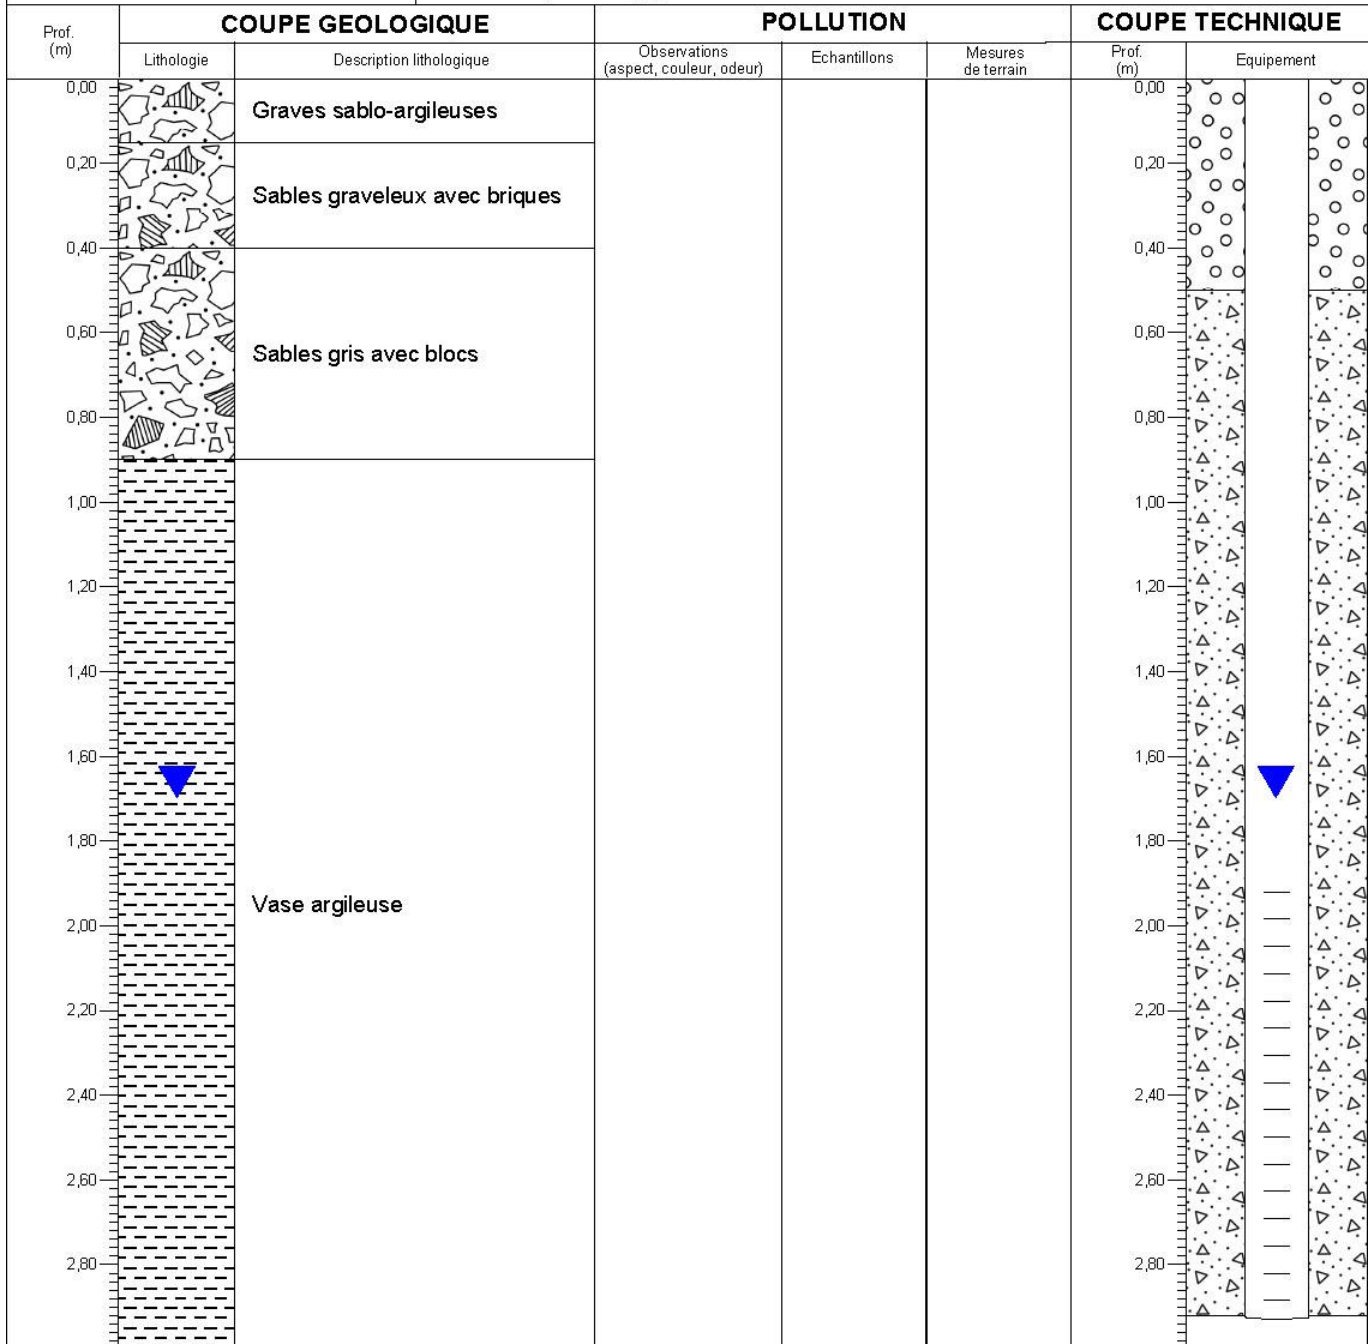 COUPE GEOLOGIQUE
POLLUTION
COUPE TECHNIQUE
Prof.
(m)
Lithologie
Description lithologique
Observations
(aspect, couleur, odeur)
Echantillons
Mesures
de terrain
Prof.
(m)
Equipement
0,00
0,20
0,40
0,60
0,80
1,00
1,20
1,40
1,60
1,80
2,00
2,20
2,40
2,60
2,80
Graves sablo-argileuses
Sables graveleux avec briques
Sables gris avec blocs
Vase argileuse
0,00
0,20
0,40
0,60
0,80
1,00
1,20
1,40
1,60
1,80
2,00
2,20
2,40
2,60
2,80